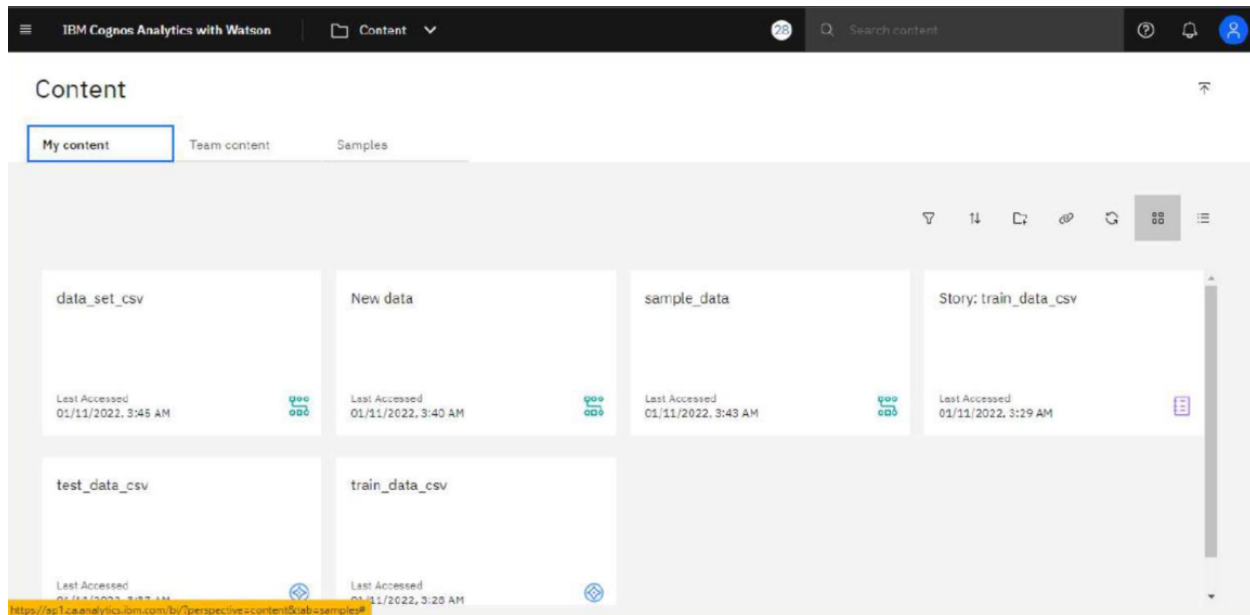 IBM Cognos Analytics with Watson
Content
28
Search content
Content
My content
Team content
Samples
data_set_csv
New data
sample_data
Story: train_data_csv
Last Accessed
01/11/2022, 3:45 AM
Last Accessed
01/11/2022, 3:40 AM
Last Accessed
01/11/2022, 3:43 AM
Last Accessed
01/11/2022, 3:29 AM
test_data_csv
train_data_csv
Last Accessed
Last Accessed
01/11/2022, 3:28 AM
https://ap1.ca.analytics.ibm.com/bi/?perspective=content&tab=samples#